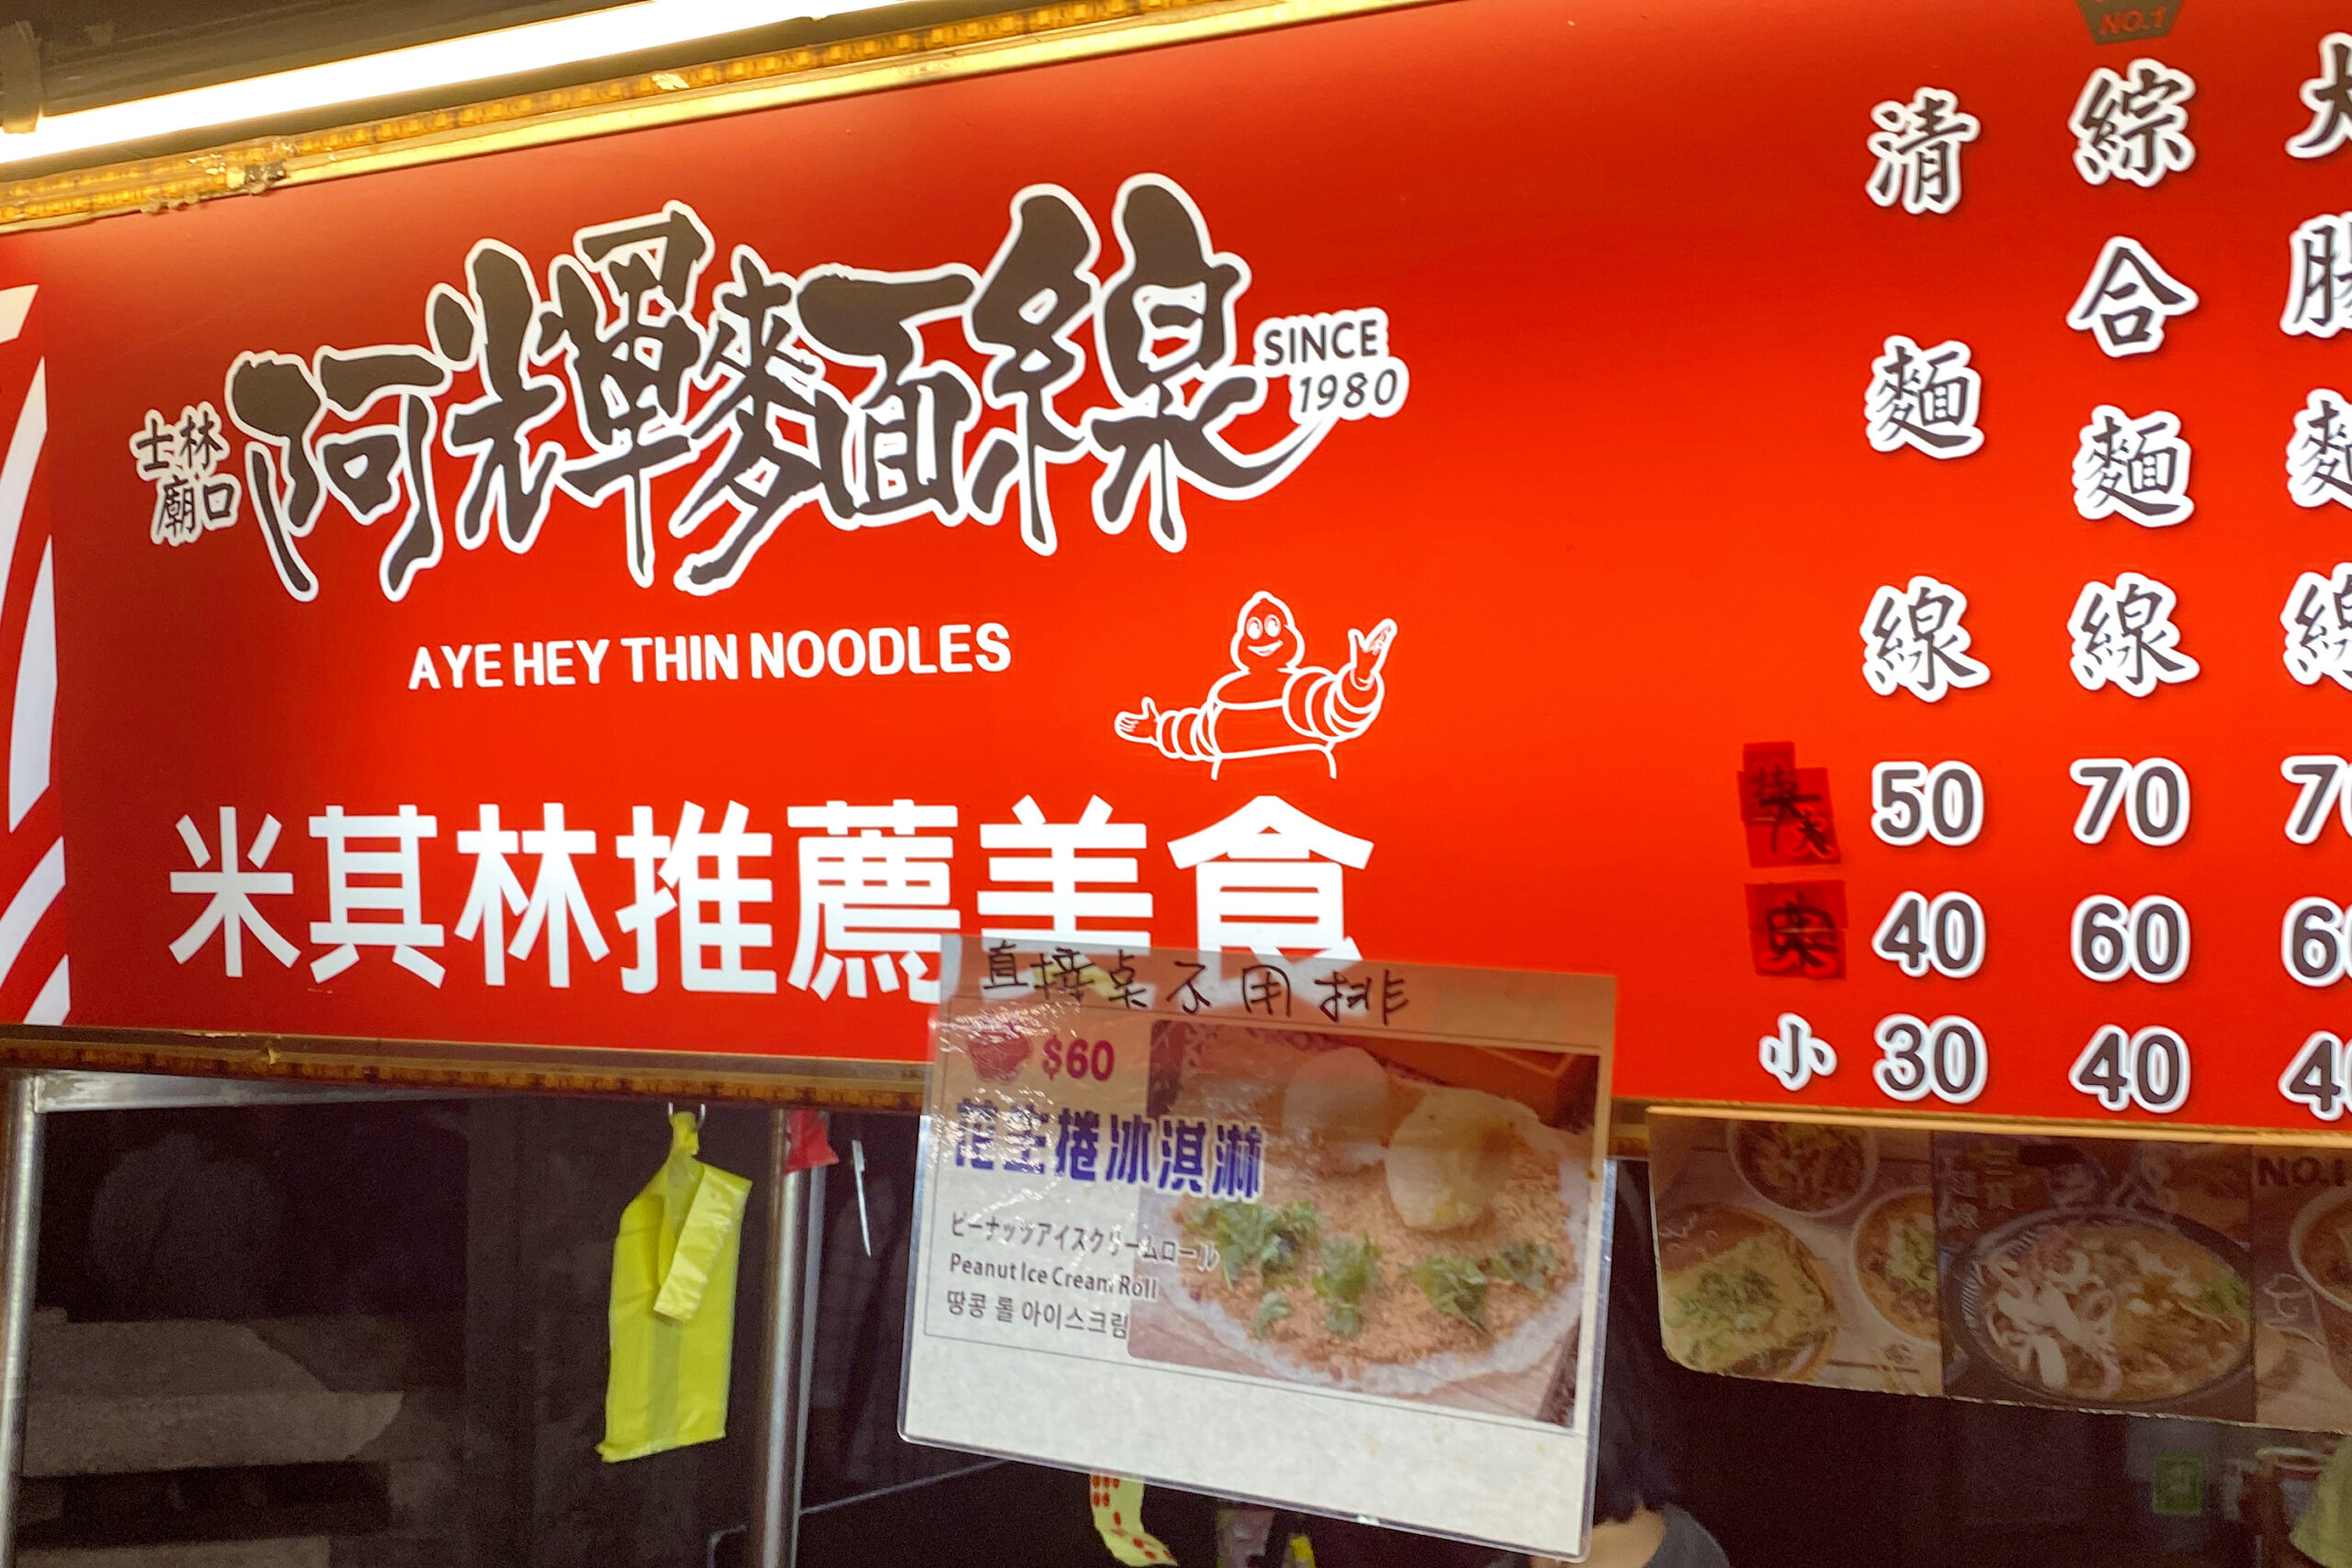 士林
廟口
阿輝麵線
SINCE
1980
AYE HEY THIN NOODLES
米其林推薦美食
NO.1
清麵線
50
40
小 30
綜合麵線
70
60
40
直接桌不用排
$60
花生捲冰淇淋
ピーナッツアイスクリームロール
Peanut Ice Cream Roll
땅콩 롤 아이스크림